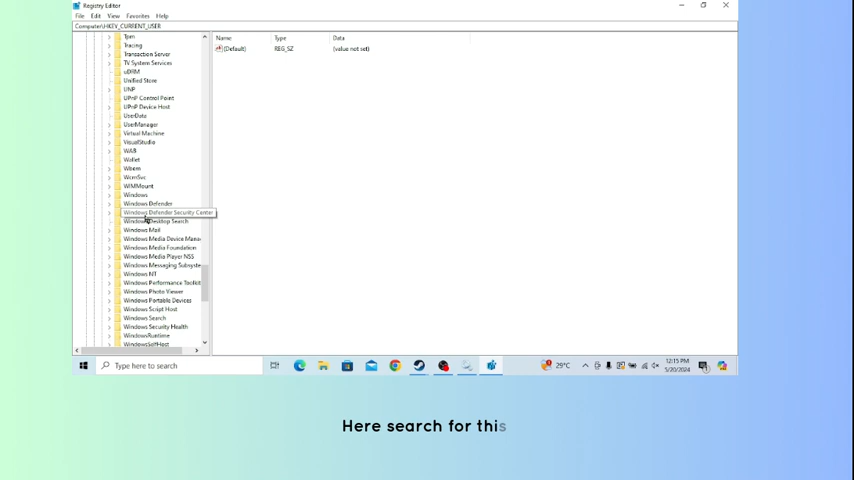 Registry Editor
File Edit View Favorites Help
Computer\HKEY_CURRENT_USER
Name Type Data
(Default) REG_SZ (value not set)
Tpm
Tracing
Transaction Server
TV System Services
uDRM
Unified Store
UNP
UPnP Control Point
UPnP Device Host
UserData
UserManager
Virtual Machine
VisualStudio
WAB
Wallet
Wbem
WcmSvc
WIMMount
Windows
Windows Defender
Windows Defender Security Center
Windows Desktop Search
Windows Mail
Windows Media Device Mana
Windows Media Foundation
Windows Media Player NSS
Windows Messaging Subsyste
Windows NT
Windows Performance Toolkit
Windows Photo Viewer
Windows Portable Devices
Windows Script Host
Windows Search
Windows Security Health
WindowsRuntime
WindowsSelfHost
Type here to search
29°C
12:15 PM
5/20/2024
Here search for this